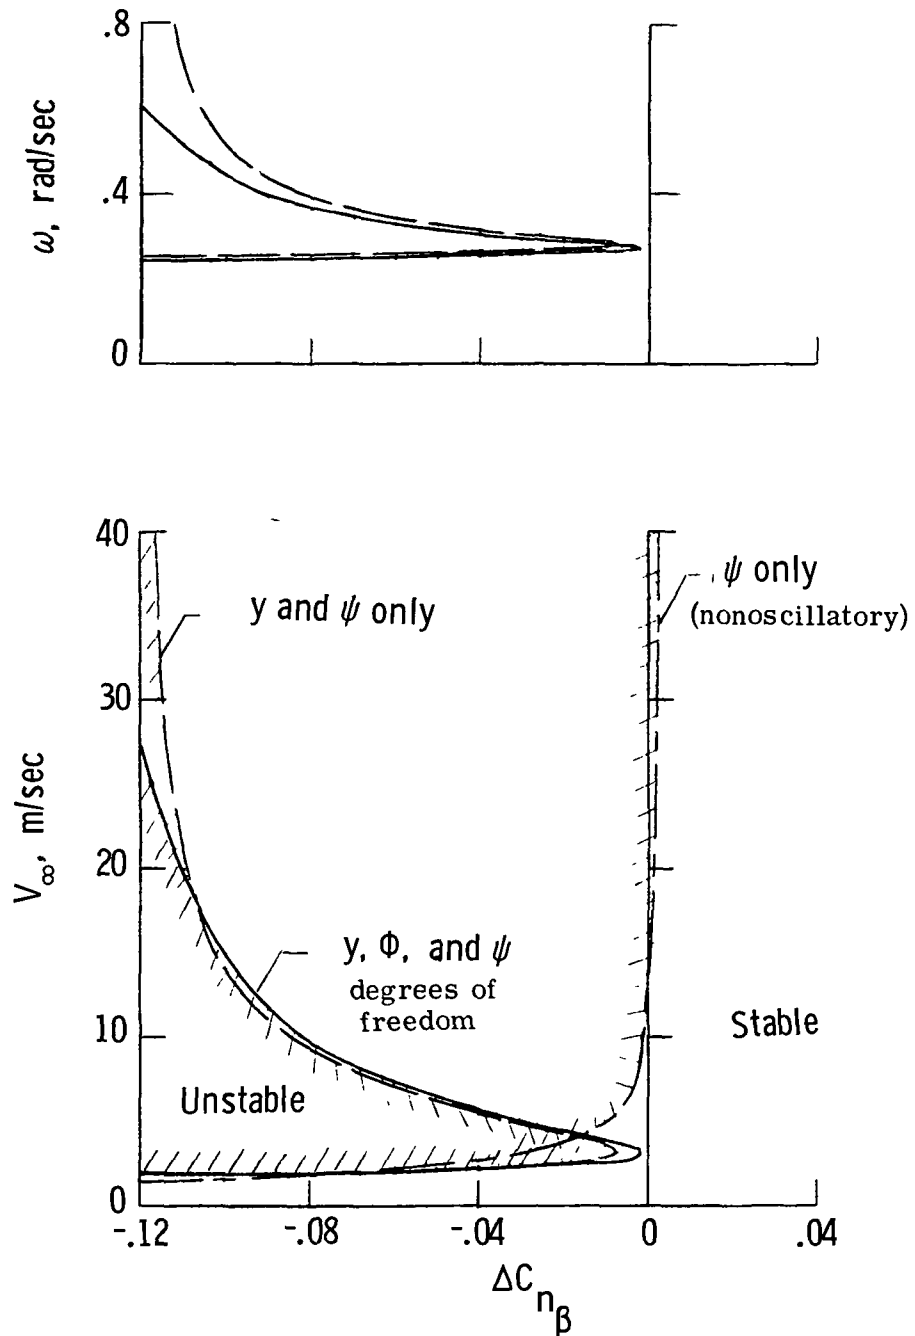 .8
.4
0
ω, rad/sec
40
30
20
10
0
V∞, m/sec
y and ψ only
ψ only
(nonoscillatory)
y, Φ, and ψ
degrees of
freedom
Stable
Unstable
-.12 -.08 -.04 0 .04
ΔCnβ